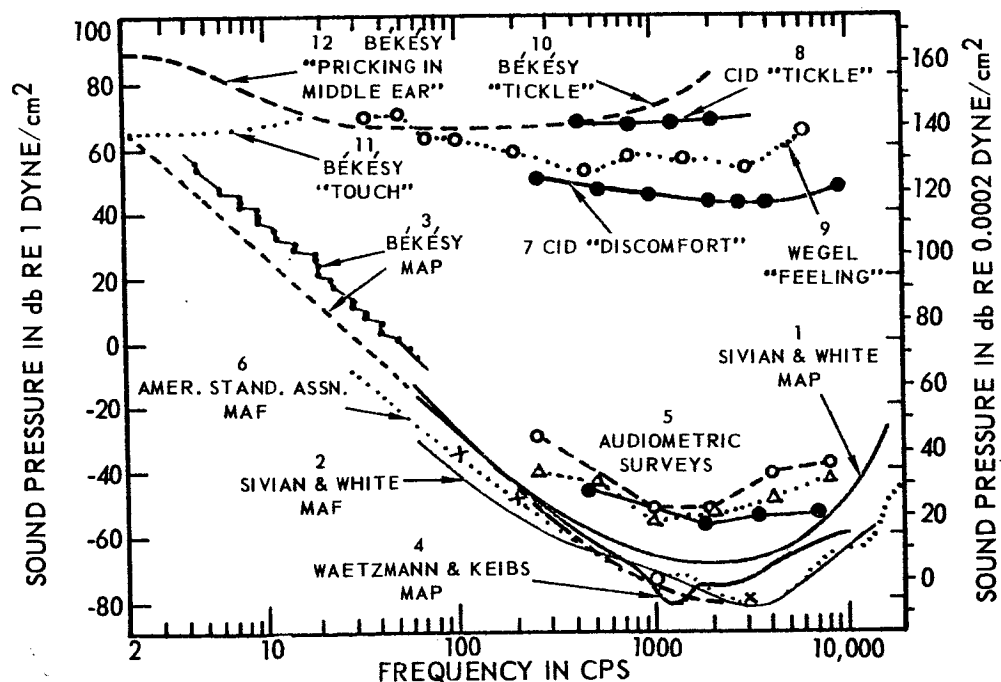 SOUND PRESSURE IN db RE 1 DYNE/cm²
100
80
60
40
20
0
-20
-40
-60
-80
12 BÉKÉSY
"PRICKING IN
MIDDLE EAR"
10
BÉKÉSY
"TICKLE"
8
CID "TICKLE"
11,
BÉKÉSY
"TOUCH"
3
BÉKÉSY
MAP
7 CID "DISCOMFORT"
9
WEGEL
"FEELING"
1
SIVIAN & WHITE
MAP
6
AMER. STAND. ASSN.
MAF
5
AUDIOMETRIC
SURVEYS
2
SIVIAN & WHITE
MAF
4
WAETZMANN & KEIBS
MAP
160
140
120
100
80
60
40
20
0
SOUND PRESSURE IN db RE 0.0002 DYNE/cm²
2
10
100
1000
10,000
FREQUENCY IN CPS